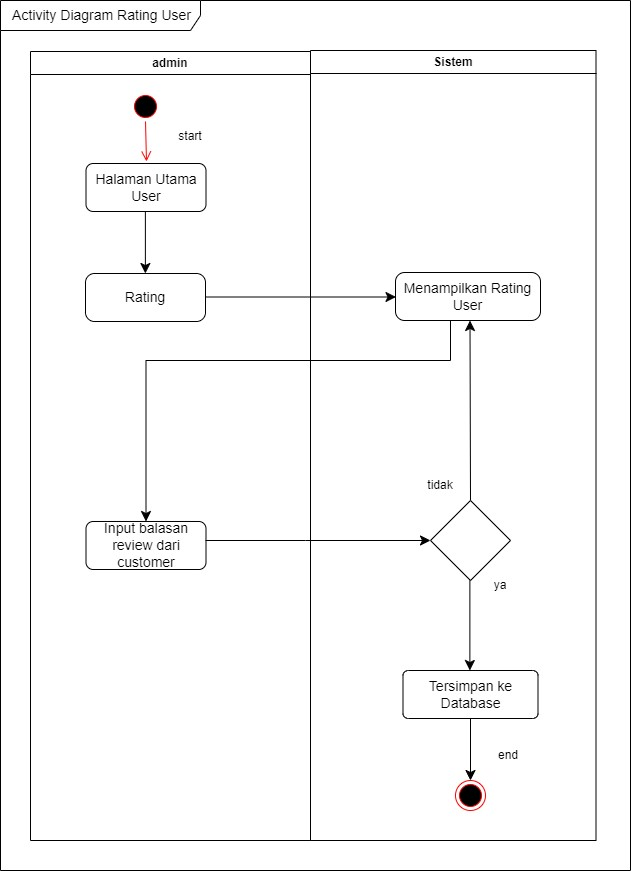 Activity Diagram Rating User
admin
Sistem
start
Halaman Utama
User
Rating
Menampilkan Rating
User
tidak
Input balasan
review dari
customer
ya
Tersimpan ke
Database
end